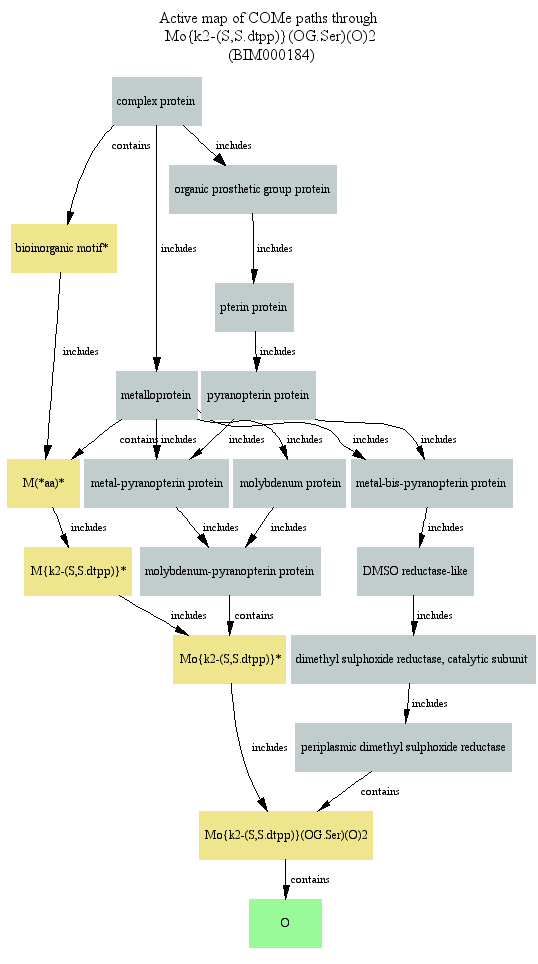 Active map of COMe paths through
Mo{k2-(S,S.dtpp)}(OG.Ser)(O)2
(BIM000184)
complex protein
contains
includes
organic prosthetic group protein
bioinorganic motif*
includes
includes
pterin protein
includes
includes
metalloprotein
pyranopterin protein
contains
includes
includes
includes
includes
includes
M(*aa)*
metal-pyranopterin protein
molybdenum protein
metal-bis-pyranopterin protein
includes
includes
includes
includes
M{k2-(S,S.dtpp)}*
molybdenum-pyranopterin protein
DMSO reductase-like
includes
contains
includes
Mo{k2-(S,S.dtpp)}*
dimethyl sulphoxide reductase, catalytic subunit
includes
includes
periplasmic dimethyl sulphoxide reductase
contains
Mo{k2-(S,S.dtpp)}(OG.Ser)(O)2
contains
O